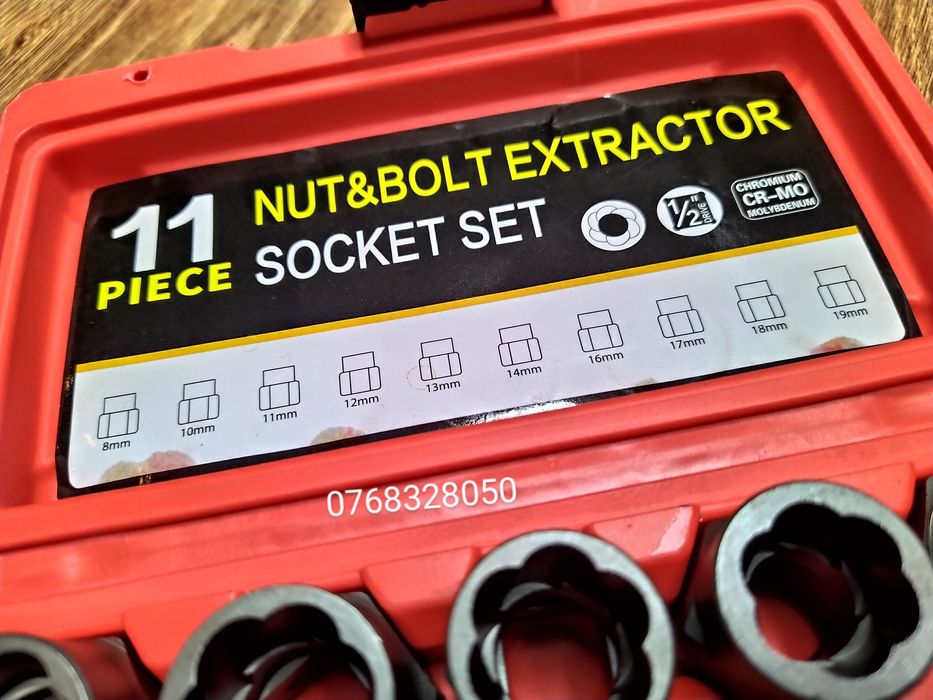 11
PIECE
NUT&BOLT EXTRACTOR
SOCKET SET
1/2" DRIVE
CHROMIUM
CR-MO
MOLYBDENUM
8mm
10mm
11mm
12mm
13mm
14mm
16mm
17mm
18mm
19mm
0768328050